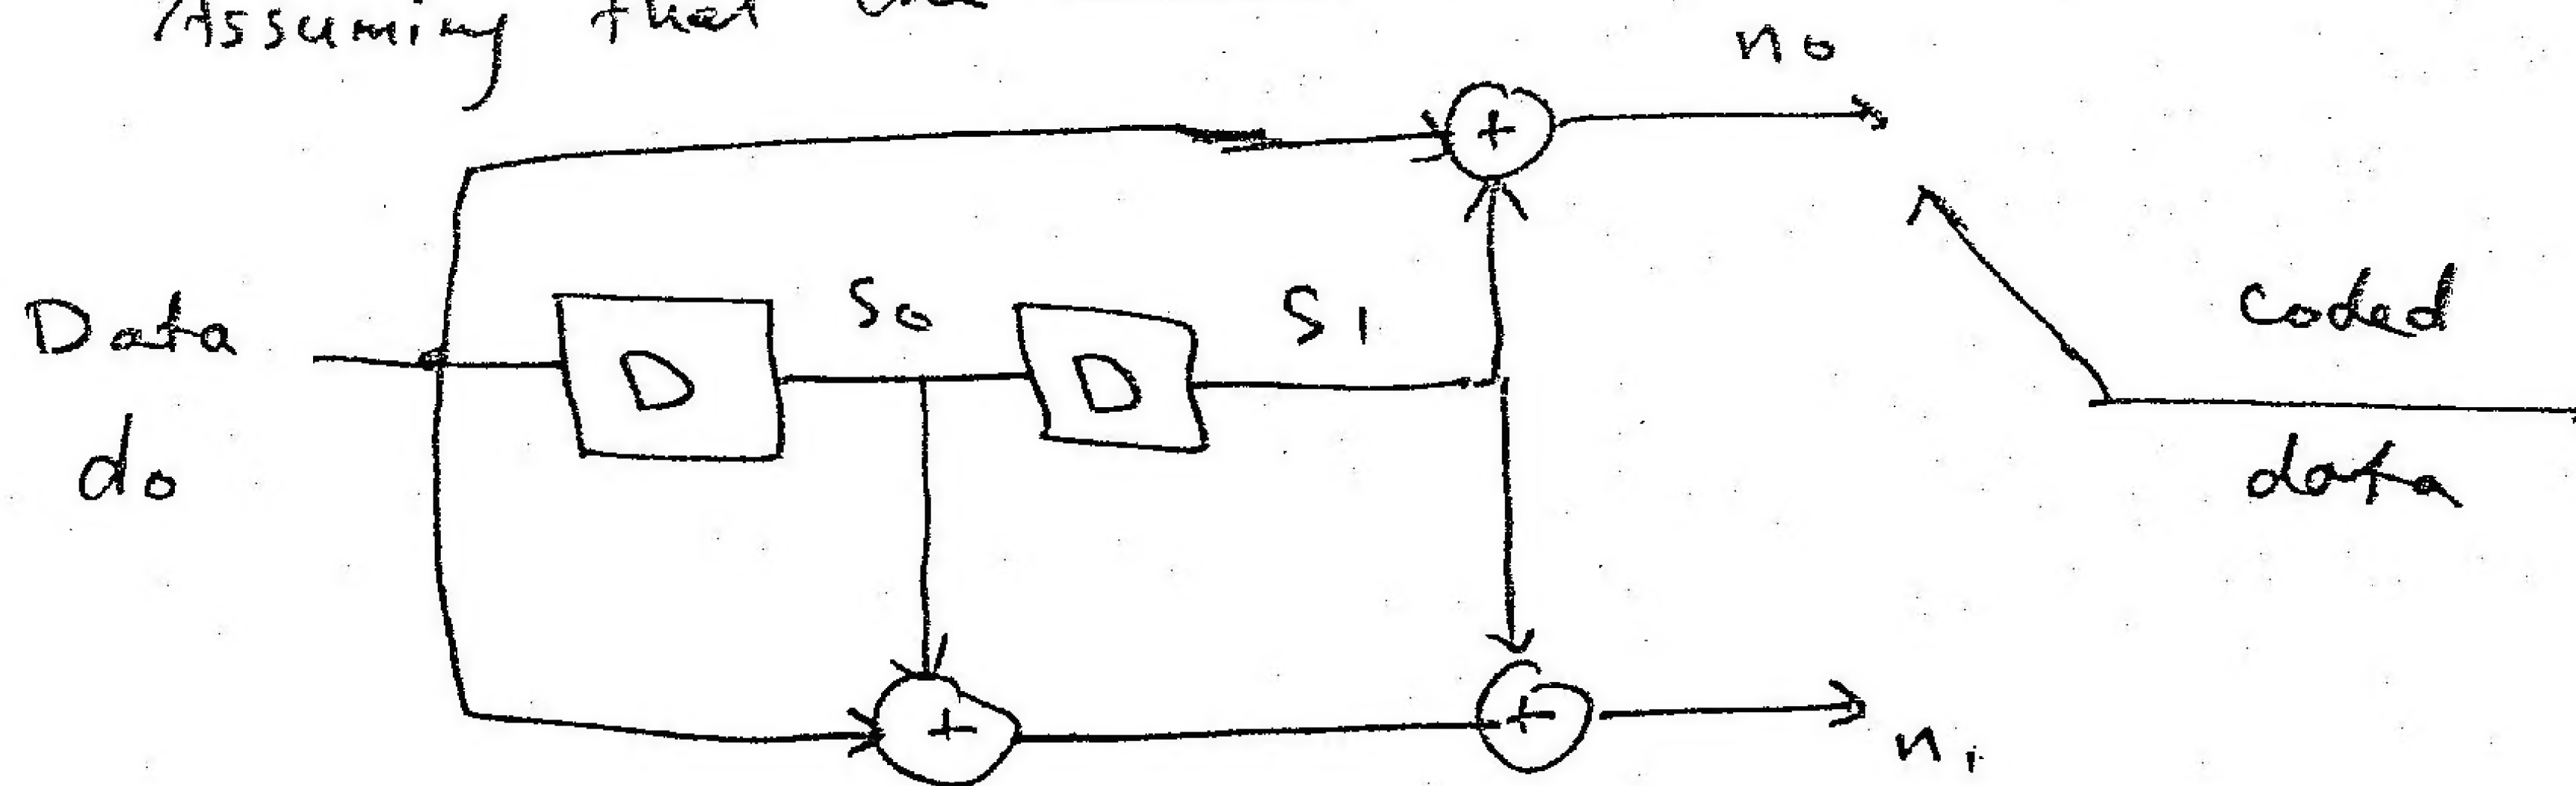 Assuming that
n0
+
Data
d0
D
S0
D
S1
coded
data
+
+
n1